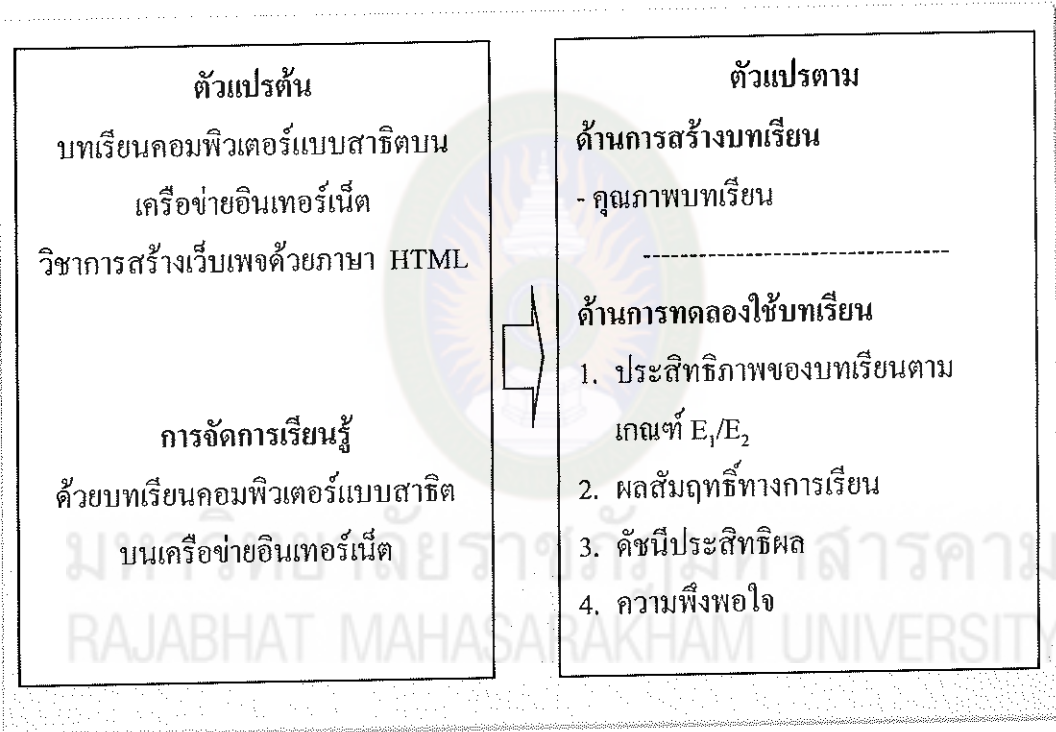 ตัวแปรต้น
บทเรียนคอมพิวเตอร์แบบสาธิตบน
เครือข่ายอินเทอร์เน็ต
วิชาการสร้างเว็บเพจด้วยภาษา HTML
การจัดการเรียนรู้
ด้วยบทเรียนคอมพิวเตอร์แบบสาธิต
บนเครือข่ายอินเทอร์เน็ต
ตัวแปรตาม
ด้านการสร้างบทเรียน
- คุณภาพบทเรียน
---------------------------------
ด้านการทดลองใช้บทเรียน
1. ประสิทธิภาพของบทเรียนตาม
เกณฑ์ E₁/E₂
2. ผลสัมฤทธิ์ทางการเรียน
3. ดัชนีประสิทธิผล
4. ความพึงพอใจ
มหาวิทยาลัยราชภัฏมหาสารคาม
RAJABHAT MAHASARAKHAM UNIVERSITY